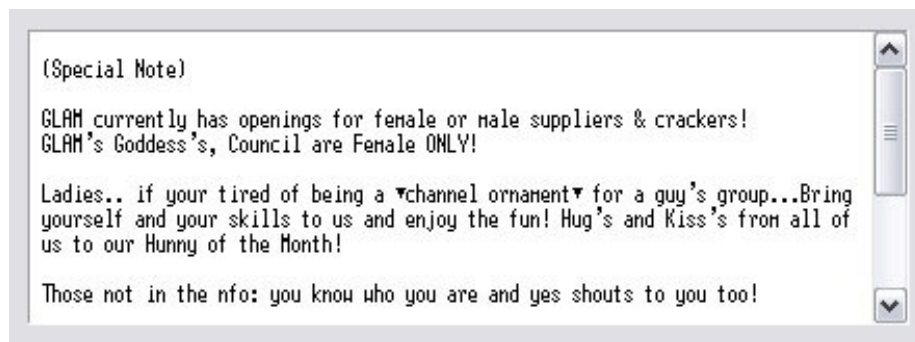 (Special Note)
GLAM currently has openings for female or male suppliers & crackers!
GLAM's Goddess's, Council are Female ONLY!
Ladies.. if your tired of being a ▼channel ornament▼ for a guy's group...Bring
yourself and your skills to us and enjoy the fun! Hug's and Kiss's from all of
us to our Hunny of the Month!
Those not in the nfo: you know who you are and yes shouts to you too!